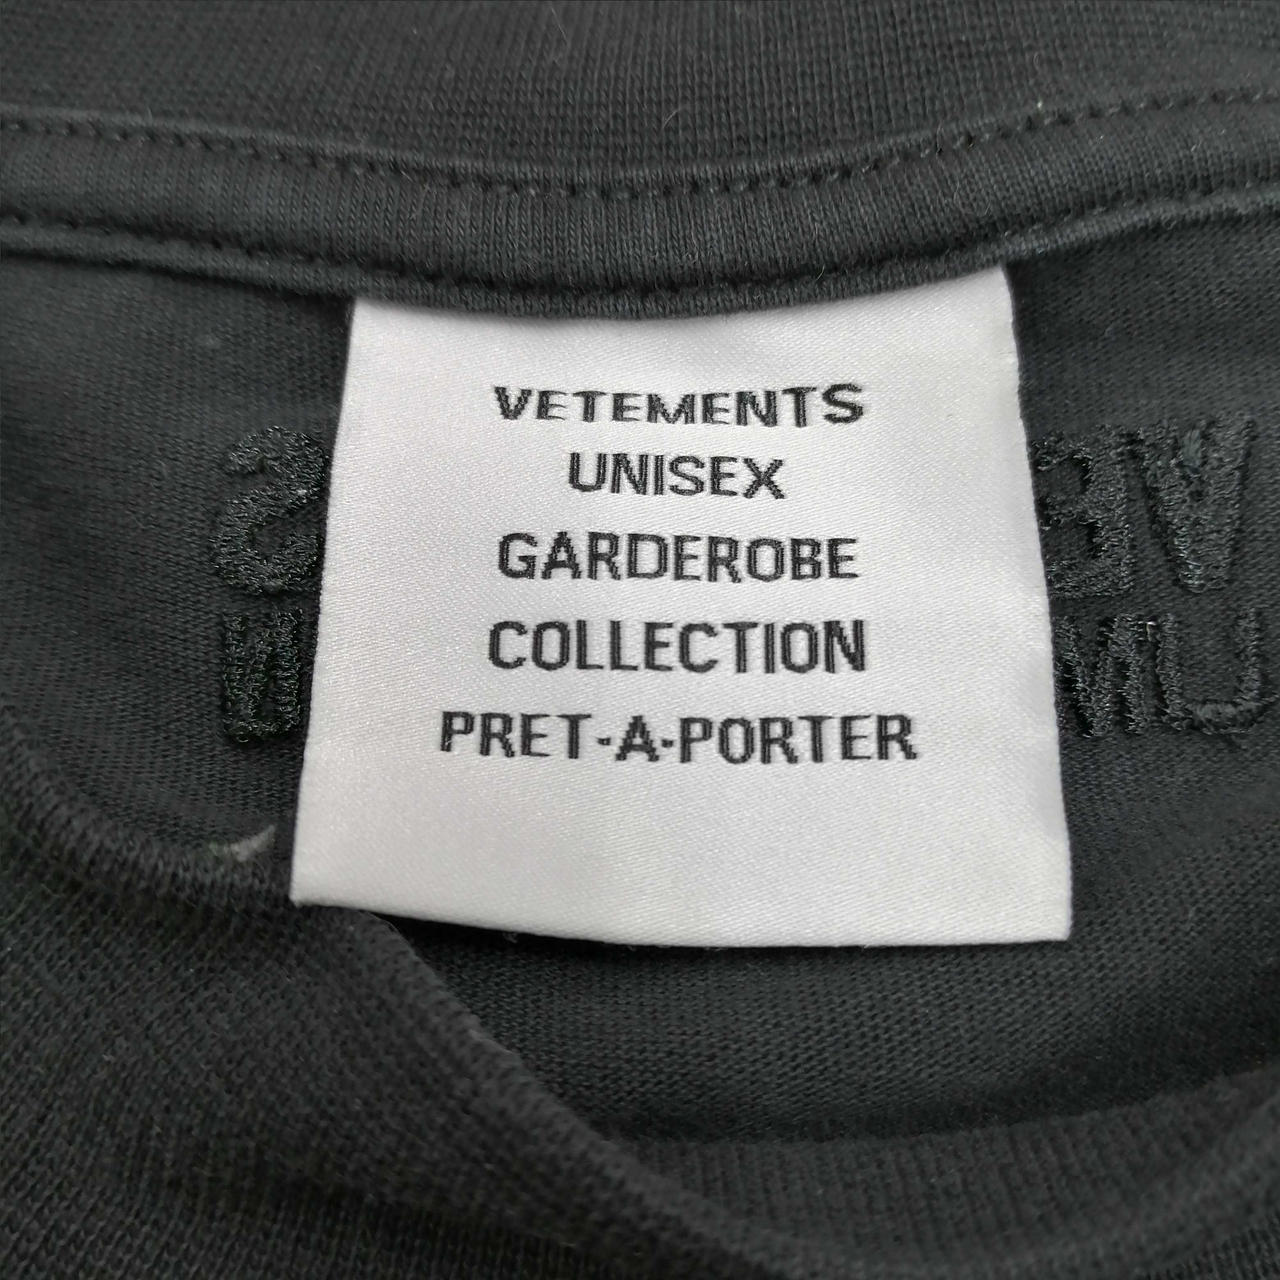 VETEMENTS
UNISEX
GARDEROBE
COLLECTION
PRET-A-PORTER